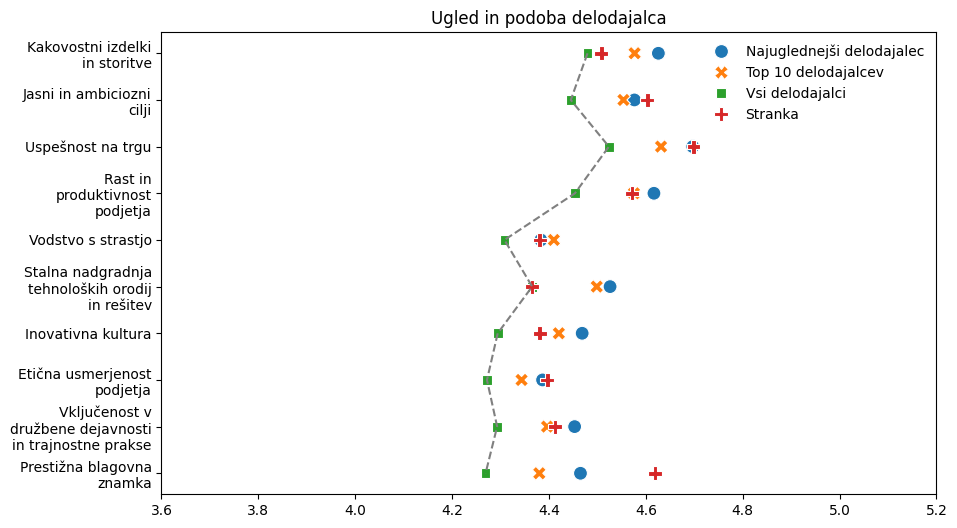 Ugled in podoba delodajalca
Kakovostni izdelki
in storitve
Jasni in ambiciozni
cilji
Uspešnost na trgu
Rast in
produktivnost
podjetja
Vodstvo s strastjo
Stalna nadgradnja
tehnoloških orodij
in rešitev
Inovativna kultura
Etična usmerjenost
podjetja
Vključenost v
družbene dejavnosti
in trajnostne prakse
Prestižna blagovna
znamka
Najuglednejši delodajalec
Top 10 delodajalcev
Vsi delodajalci
Stranka
3.6 3.8 4.0 4.2 4.4 4.6 4.8 5.0 5.2